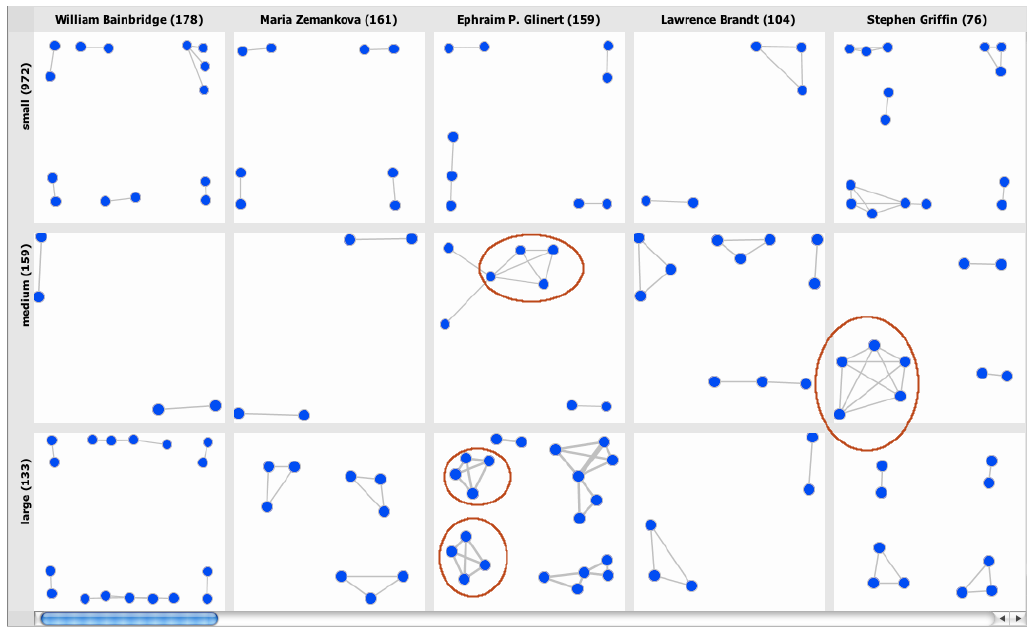 William Bainbridge (178) Maria Zemankova (161) Ephraim P. Glinert (159) Lawrence Brandt (104) Stephen Griffin (76)
small (972)
medium (159)
large (133)